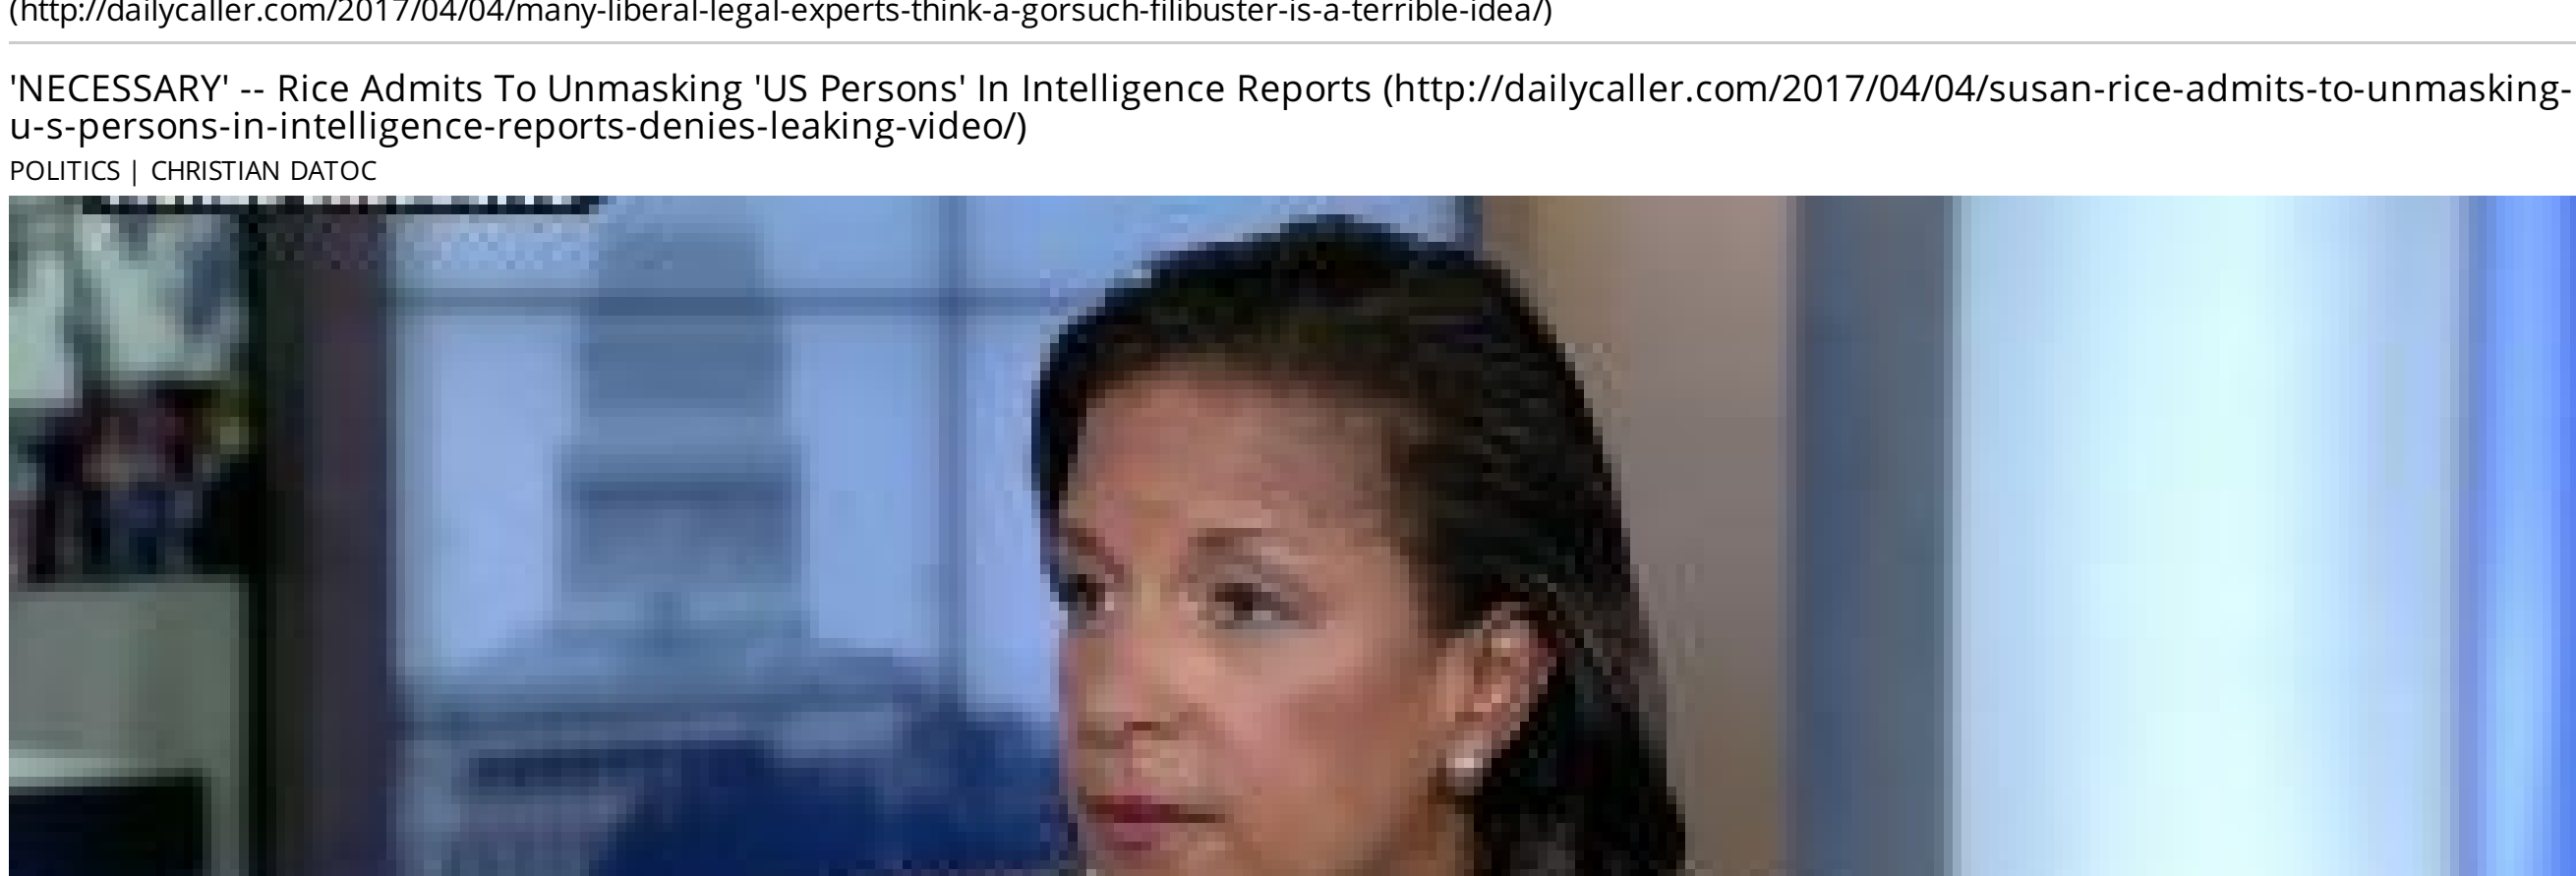 (http://dailycaller.com/2017/04/04/many-liberal-legal-experts-think-a-gorsuch-filibuster-is-a-terrible-idea/)
'NECESSARY' -- Rice Admits To Unmasking 'US Persons' In Intelligence Reports (http://dailycaller.com/2017/04/04/susan-rice-admits-to-unmasking-
u-s-persons-in-intelligence-reports-denies-leaking-video/)
POLITICS | CHRISTIAN DATOC